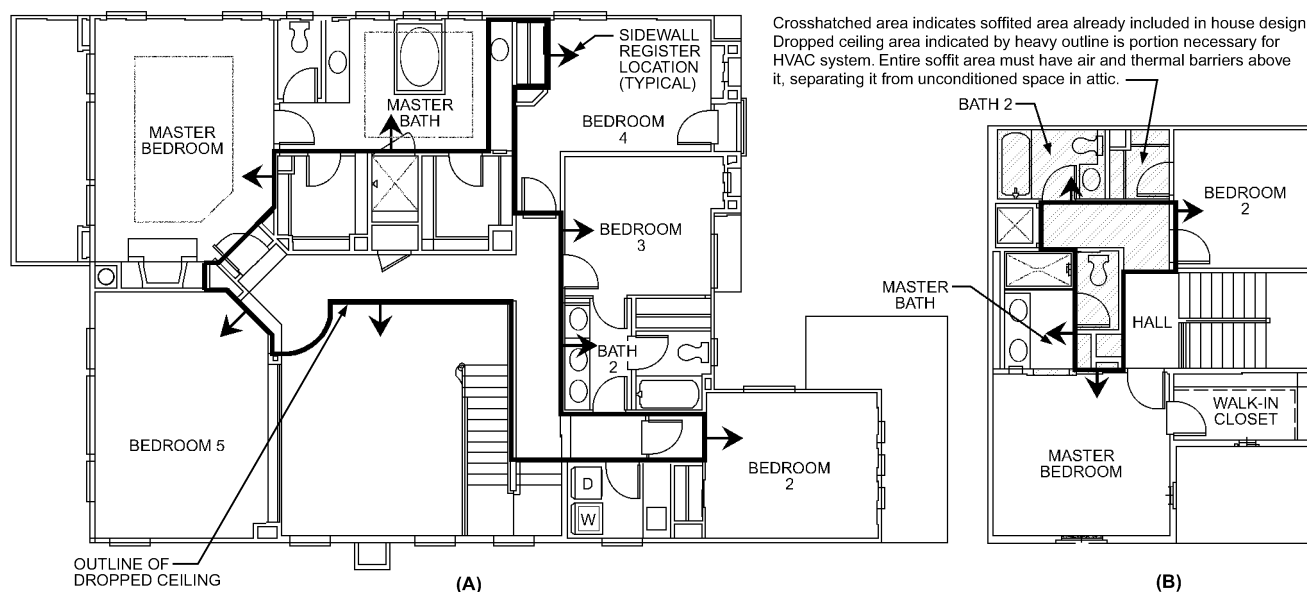 Crosshatched area indicates soffited area already included in house design
Dropped ceiling area indicated by heavy outline is portion necessary for
HVAC system. Entire soffit area must have air and thermal barriers above
it, separating it from unconditioned space in attic.
SIDEWALL
REGISTER
LOCATION
(TYPICAL)
MASTER
BATH
MASTER
BEDROOM
BEDROOM
4
BEDROOM
3
BATH
2
BEDROOM 5
BEDROOM
2
D
W
OUTLINE OF
DROPPED CEILING
(A)
BATH 2
BEDROOM
2
MASTER
BATH
HALL
WALK-IN
CLOSET
MASTER
BEDROOM
(B)